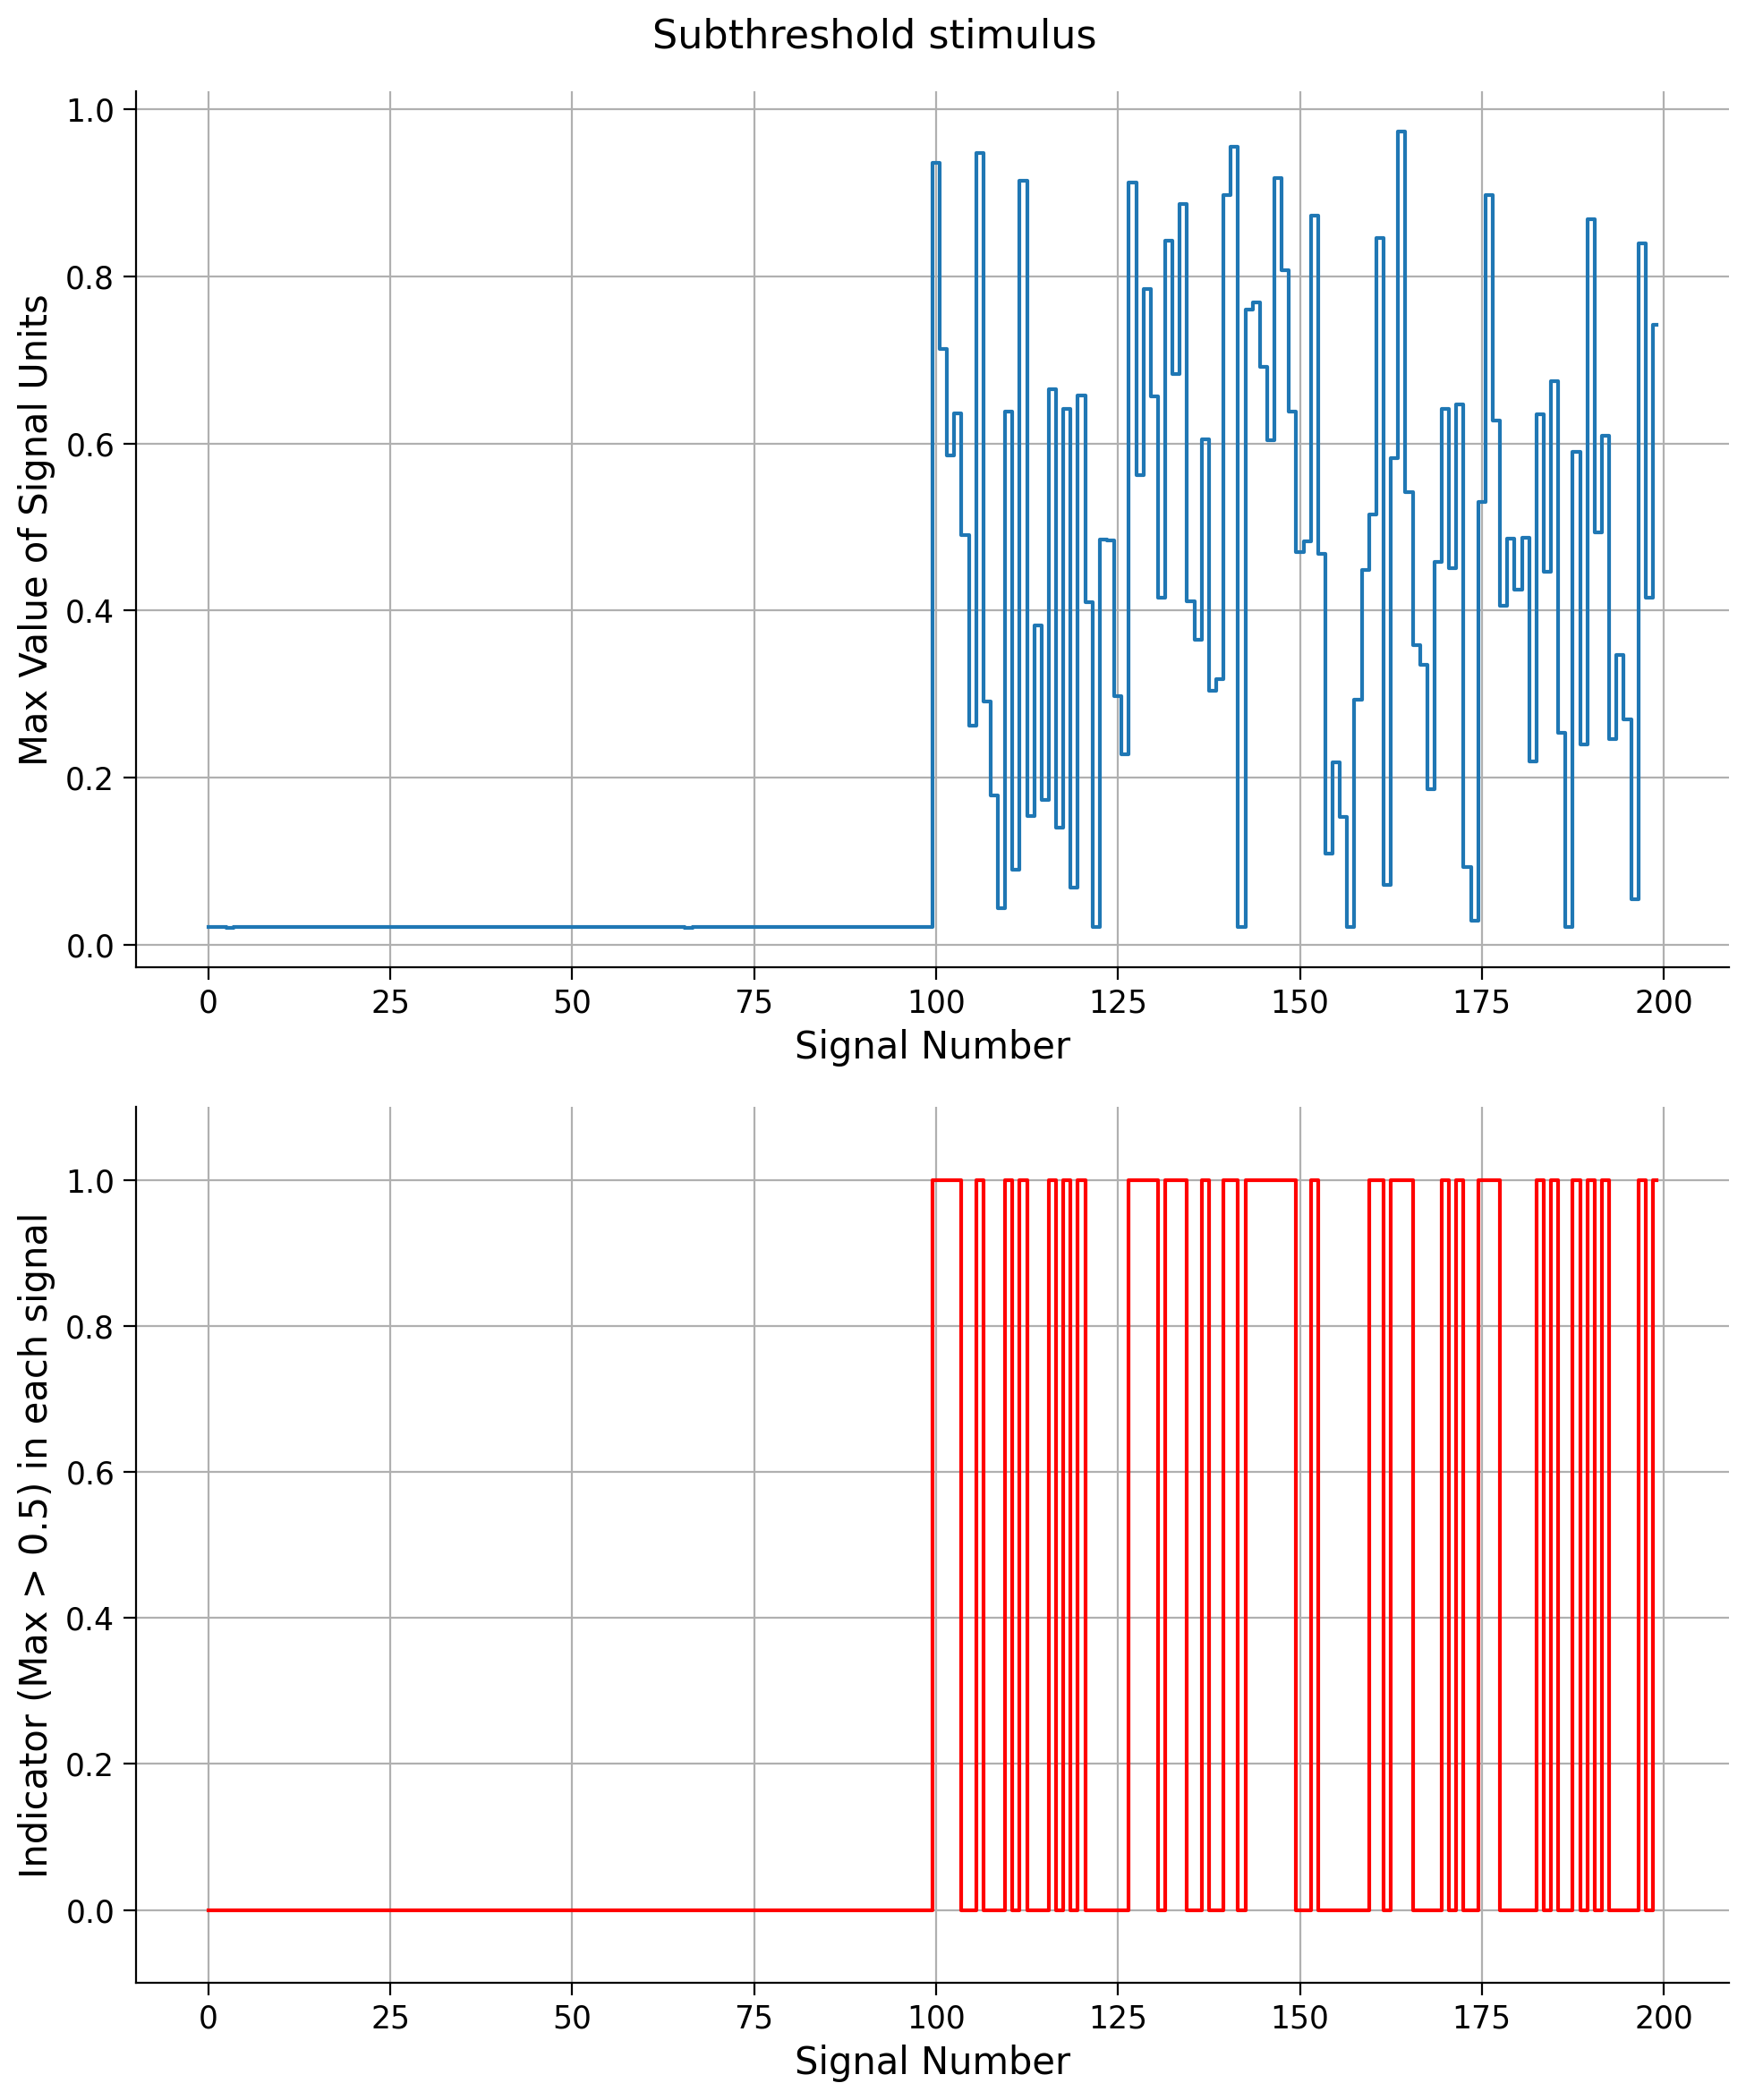 Subthreshold stimulus
Max Value of Signal Units
1.0
0.8
0.6
0.4
0.2
0.0
0 25 50 75 100 125 150 175 200
Signal Number
Indicator (Max > 0.5) in each signal
1.0
0.8
0.6
0.4
0.2
0.0
0 25 50 75 100 125 150 175 200
Signal Number